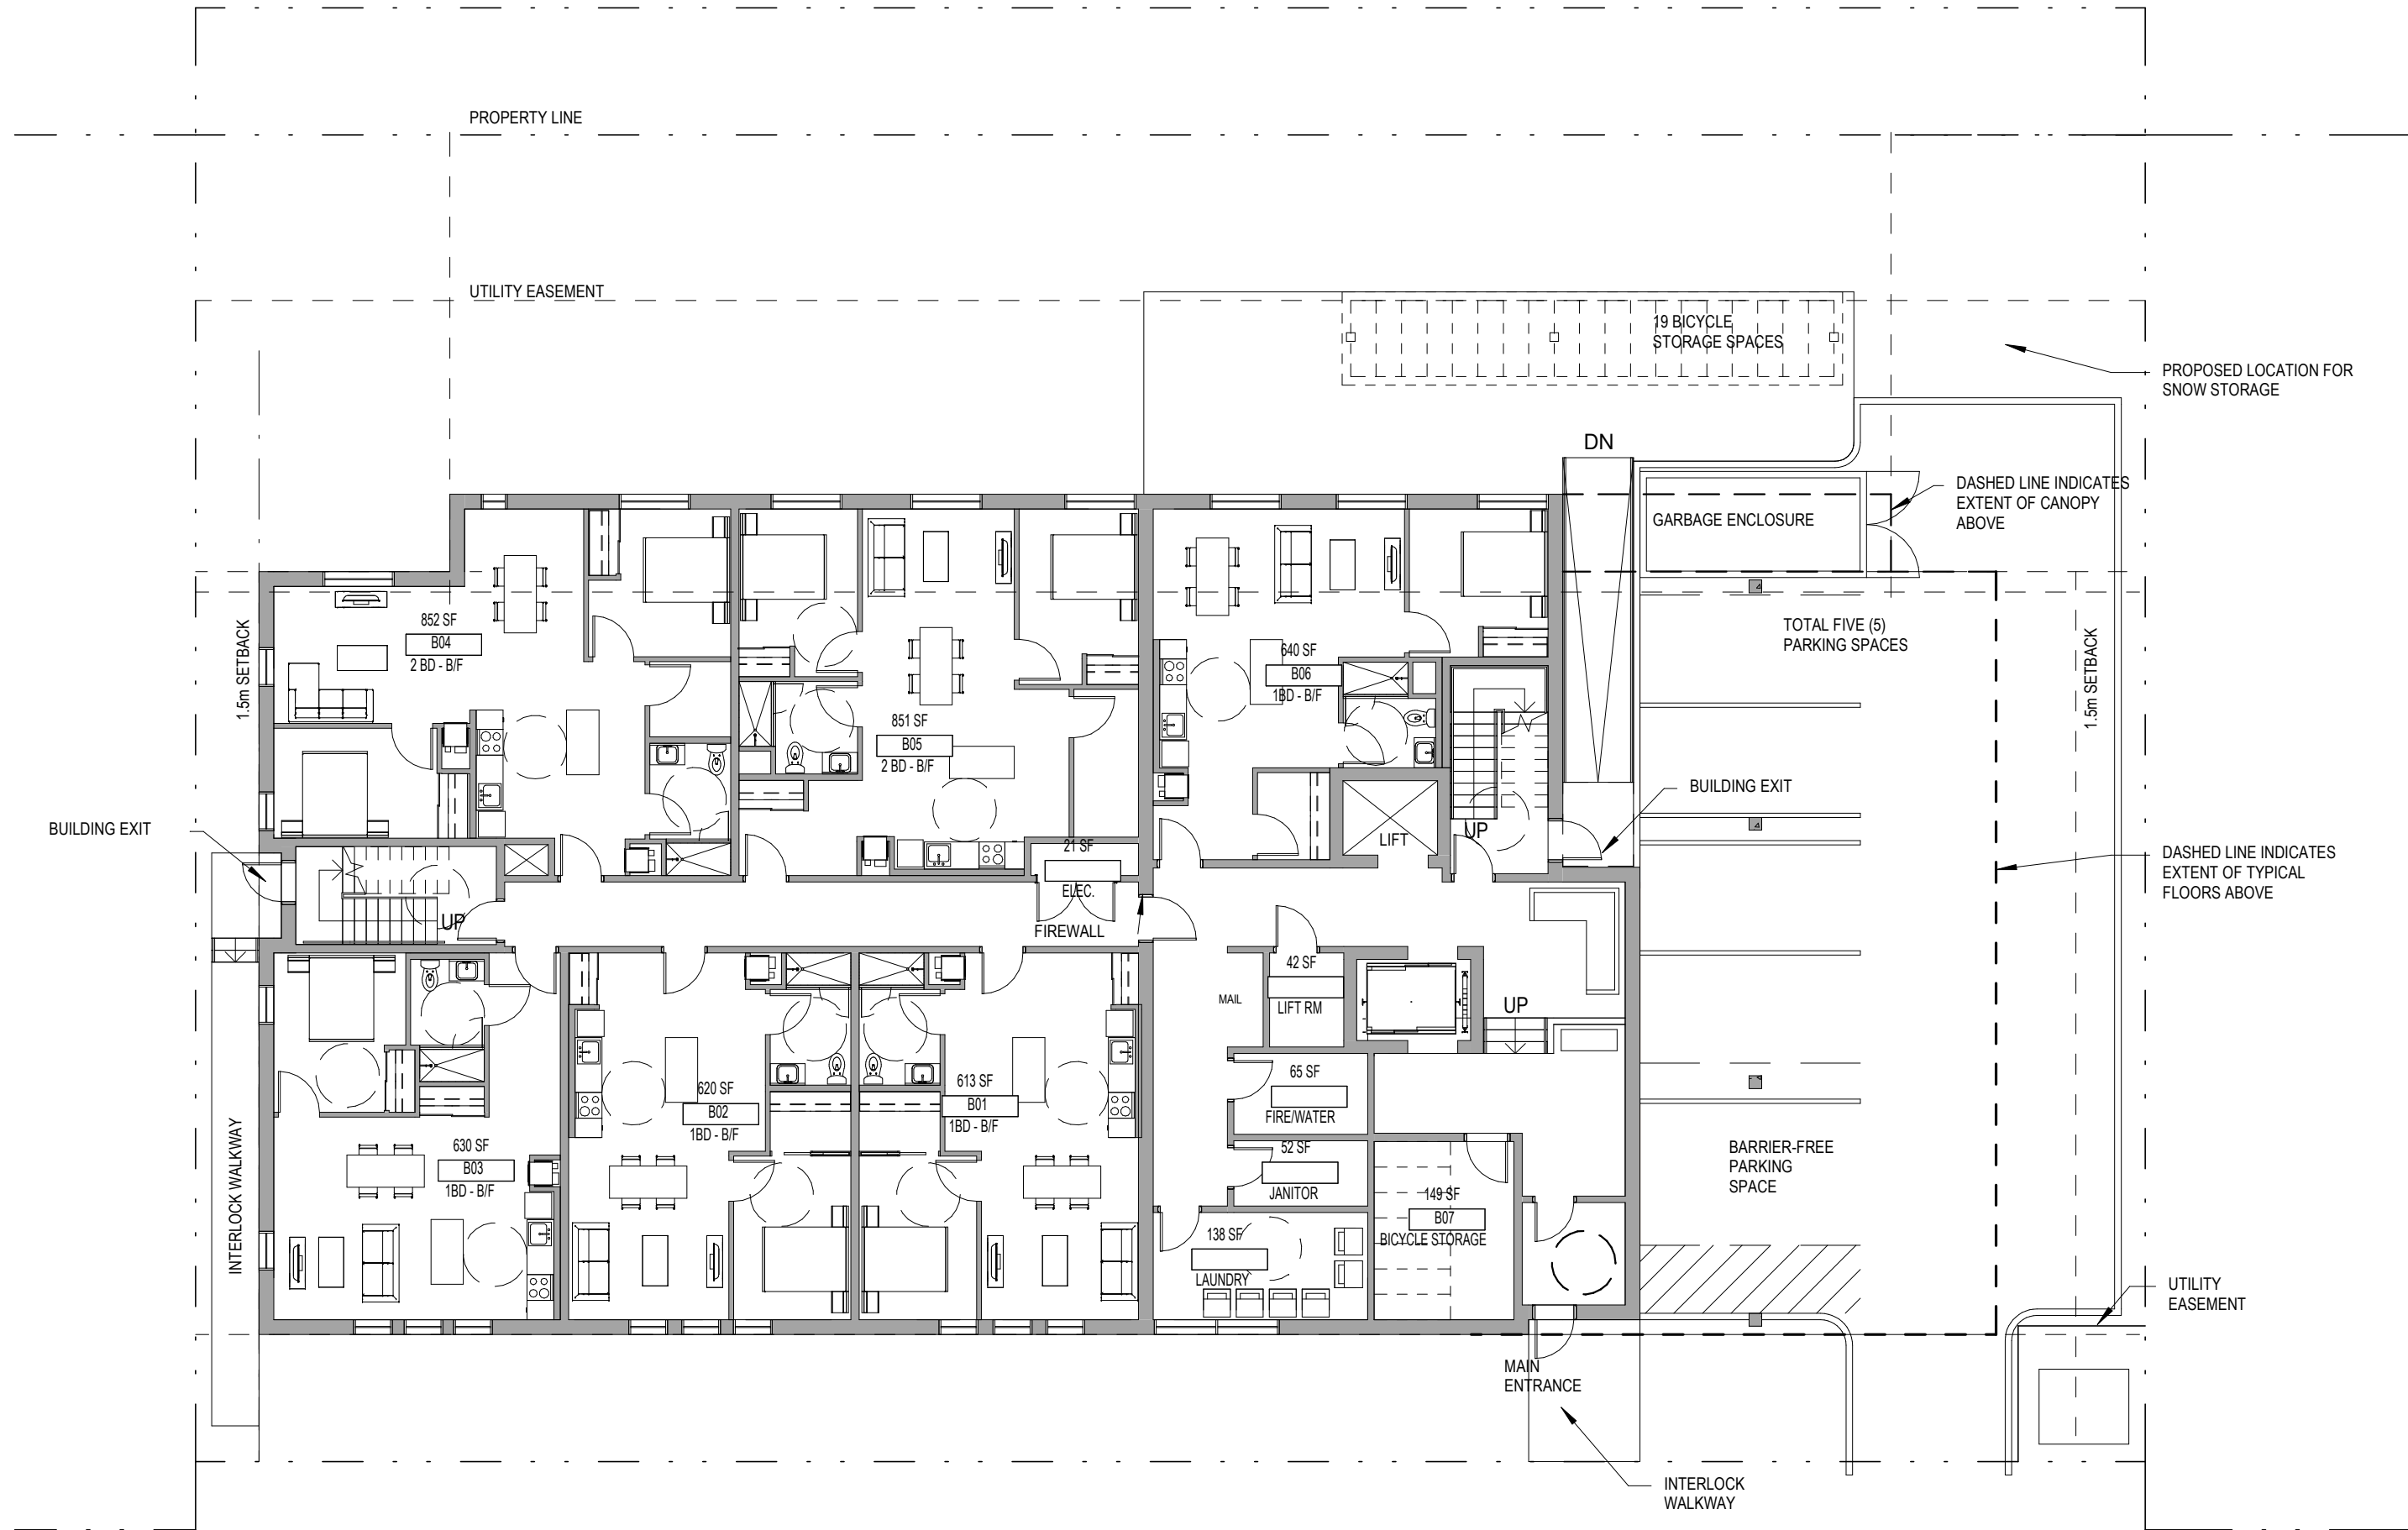 PROPERTY LINE
UTILITY EASEMENT
19 BICYCLE
STORAGE SPACES
PROPOSED LOCATION FOR
SNOW STORAGE
DN
DASHED LINE INDICATES
EXTENT OF CANOPY
ABOVE
GARBAGE ENCLOSURE
TOTAL FIVE (5)
PARKING SPACES
1.5m SETBACK
852 SF
B04
2 BD - B/F
851 SF
B05
2 BD - B/F
640 SF
B06
1BD - B/F
1.5m SETBACK
BUILDING EXIT
BUILDING EXIT
LIFT
UP
21 SF
ELEC.
DASHED LINE INDICATES
EXTENT OF TYPICAL
FLOORS ABOVE
UP
FIREWALL
42 SF
LIFT RM
MAIL
UP
65 SF
FIRE/WATER
620 SF
B02
1BD - B/F
613 SF
B01
1BD - B/F
630 SF
B03
1BD - B/F
INTERLOCK WALKWAY
52 SF
JANITOR
149 SF
B07
BICYCLE STORAGE
138 SF
LAUNDRY
BARRIER-FREE
PARKING
SPACE
UTILITY
EASEMENT
MAIN
ENTRANCE
INTERLOCK
WALKWAY